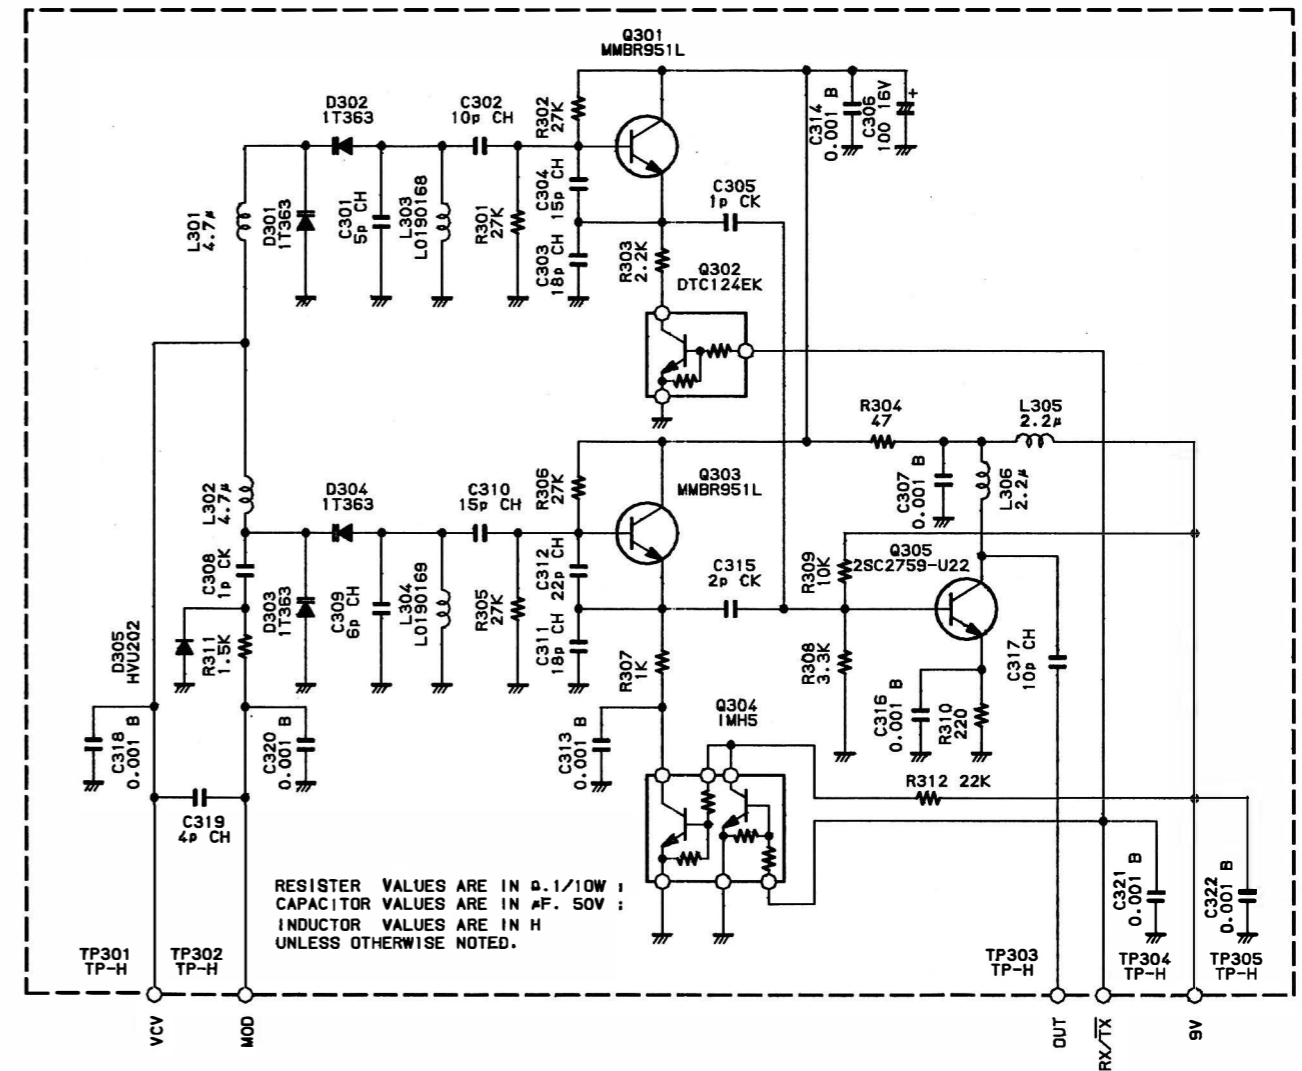 Q301
MMBR951L
D302
1T363
C302
10p CH
R302
27K
C314
0.001 B
C306
100 16V
+
L301
4.7μ
D301
1T363
C301
5p CH
L303
L0190168
R301
27K
C304
15p CH
C303
18p CH
C305
1p CK
R303
2.2K
Q302
DTC124EK
R304
47
L305
2.2μ
L302
4.7μ
D304
1T363
C310
15p CH
R306
27K
Q303
MMBR951L
C307
0.001 B
L306
2.2μ
C308
1p CK
D303
1T363
C309
6p CH
L304
L0190169
R305
27K
C312
22p CH
C311
18p CH
C315
2p CK
R309
10K
Q305
2SC2759-U22
D305
HVU202
R311
1.5K
R307
1K
R308
3.3K
C317
10p CH
C318
0.001 B
C320
0.001 B
C313
0.001 B
Q304
IMH5
C316
0.001 B
R310
220
R312 22K
C319
4p CH
C321
0.001 B
C322
0.001 B
RESISTER VALUES ARE IN Ω.1/10W ;
CAPACITOR VALUES ARE IN μF. 50V ;
INDUCTOR VALUES ARE IN H
UNLESS OTHERWISE NOTED.
TP301
TP-H
TP302
TP-H
TP303
TP-H
TP304
TP-H
TP305
TP-H
VCV
MOD
OUT
RX/T̅X̅
9V